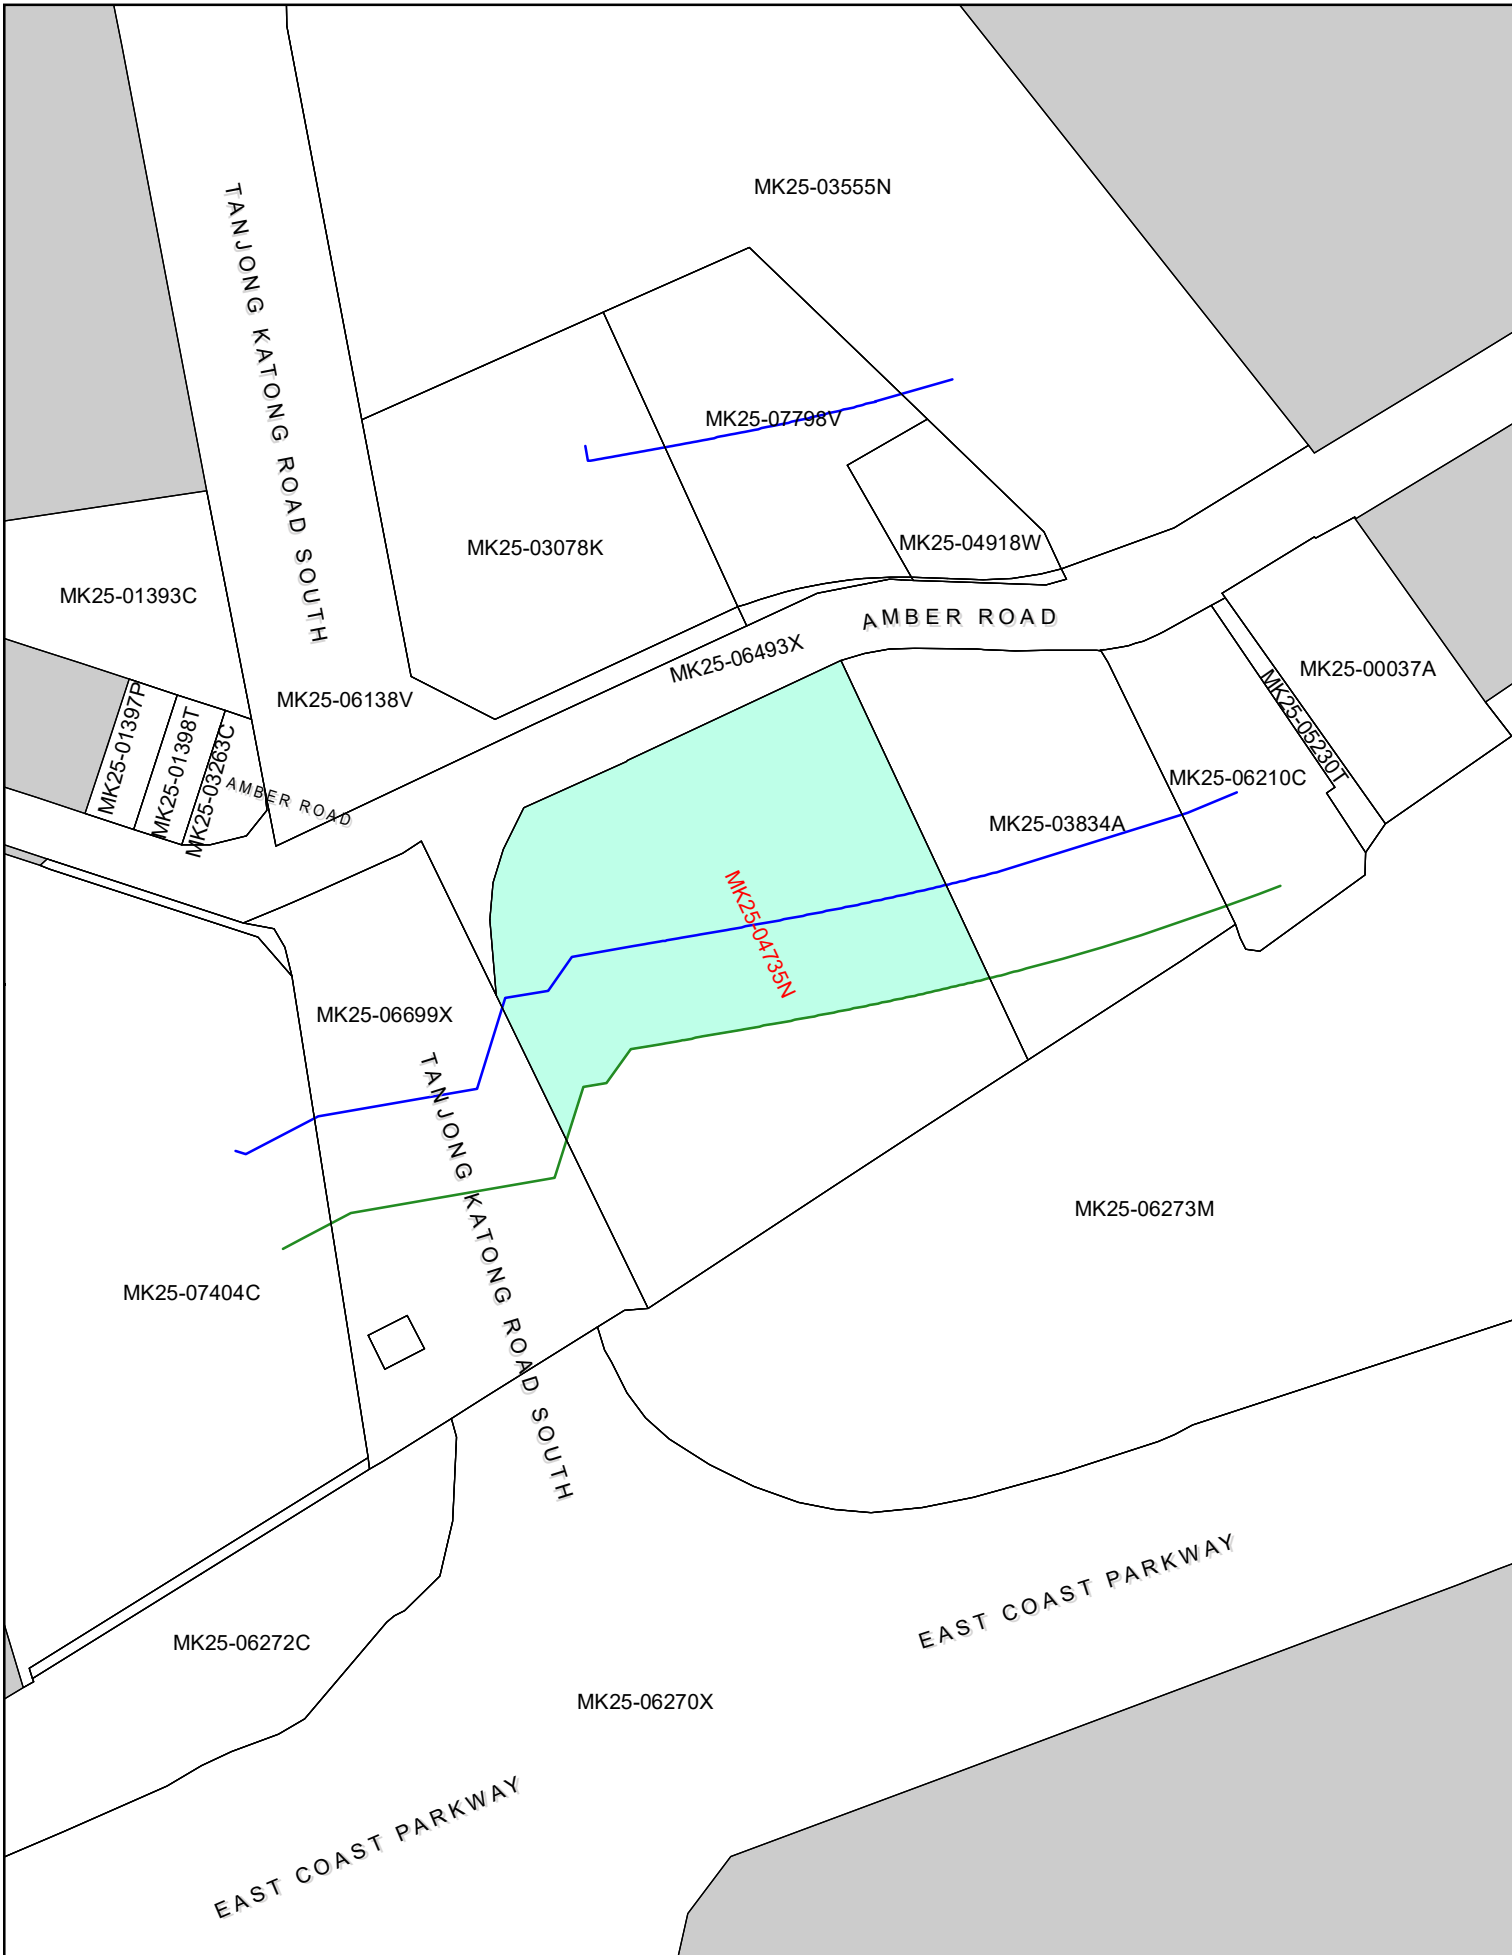 MK25-03555N
TANJONG KATONG ROAD SOUTH
MK25-07798V
MK25-03078K
MK25-04918W
MK25-01393C
AMBER ROAD
MK25-06493X
MK25-00037A
MK25-06138V
MK25-01397P
MK25-01398T
MK25-03263C
AMBER ROAD
MK25-05230T
MK25-06210C
MK25-03834A
MK25-04735N
MK25-06699X
TANJONG KATONG ROAD SOUTH
MK25-06273M
MK25-07404C
EAST COAST PARKWAY
MK25-06272C
MK25-06270X
EAST COAST PARKWAY